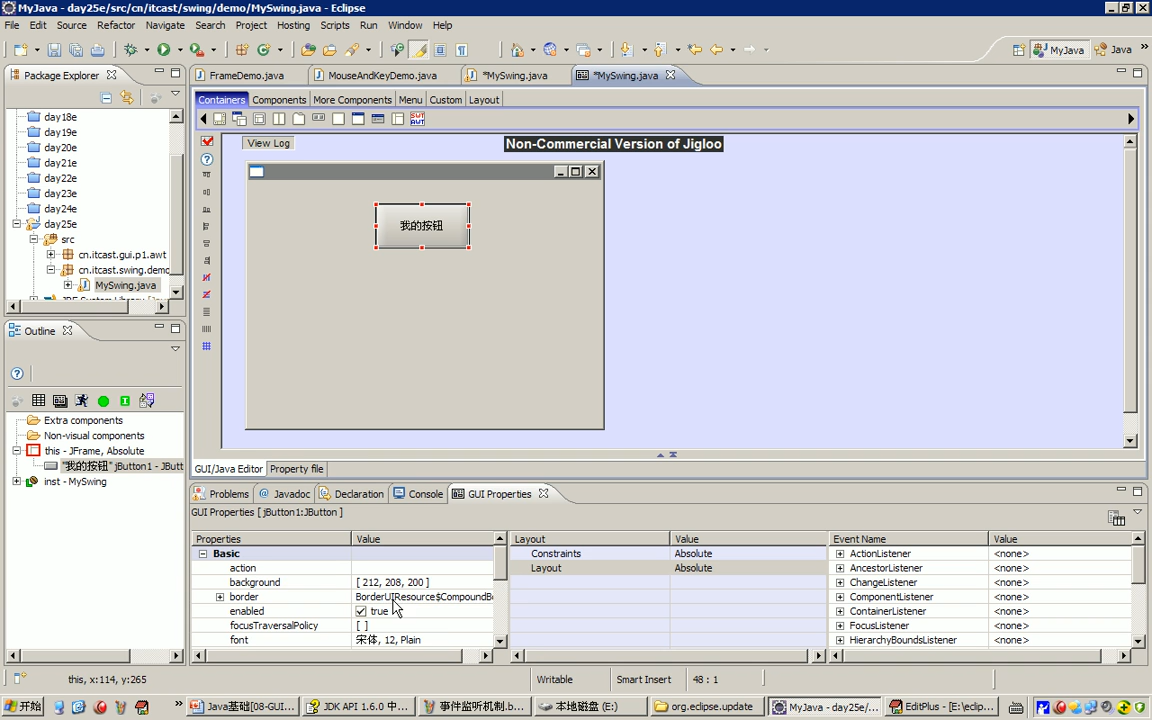 MyJava - day25e/src/cn/itcast/swing/demo/MySwing.java - Eclipse
File Edit Source Refactor Navigate Search Project Hosting Scripts Run Window Help
MyJava Java
Package Explorer
FrameDemo.java MouseAndKeyDemo.java *MySwing.java *MySwing.java
Containers Components More Components Menu Custom Layout
SWT
AWT
day18e
day19e
day20e
day21e
day22e
day23e
day24e
day25e
src
cn.itcast.gui.p1.awt
cn.itcast.swing.demo
MySwing.java
View Log
Non-Commercial Version of Jigloo
我的按钮
Outline
Extra components
Non-visual components
this - JFrame, Absolute
"我的按钮" jButton1 - JButt
inst - MySwing
GUI/Java Editor Property file
Problems Javadoc Declaration Console GUI Properties
GUI Properties [ jButton1:JButton ]
Properties Value
Basic
action
background [ 212, 208, 200 ]
border BorderUIResource$CompoundBo
enabled true
focusTraversalPolicy [ ]
font 宋体, 12, Plain
Layout Value
Constraints Absolute
Layout Absolute
Event Name Value
ActionListener <none>
AncestorListener <none>
ChangeListener <none>
ComponentListener <none>
ContainerListener <none>
FocusListener <none>
HierarchyBoundsListener <none>
this, x:114, y:265 Writable Smart Insert 48 : 1
开始 Java基础[08-GUI... JDK API 1.6.0 中... 事件监听机制.b... 本地磁盘 (E:) org.eclipse.update MyJava - day25e/... EditPlus - [E:\eclip...